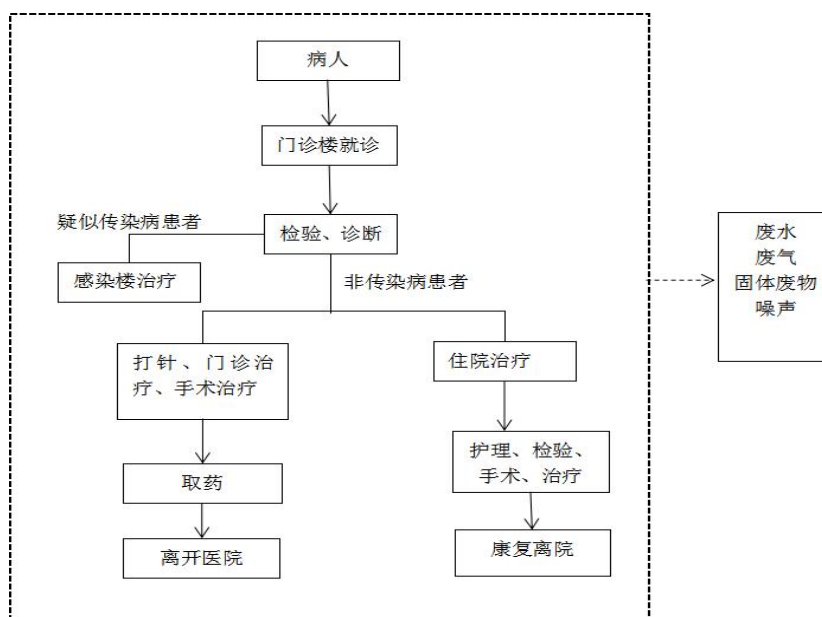 病人
门诊楼就诊
疑似传染病患者
检验、诊断
感染楼治疗
非传染病患者
打针、门诊治
疗、手术治疗
住院治疗
护理、检验、
手术、治疗
取药
离开医院
康复离院
废水
废气
固体废物
噪声